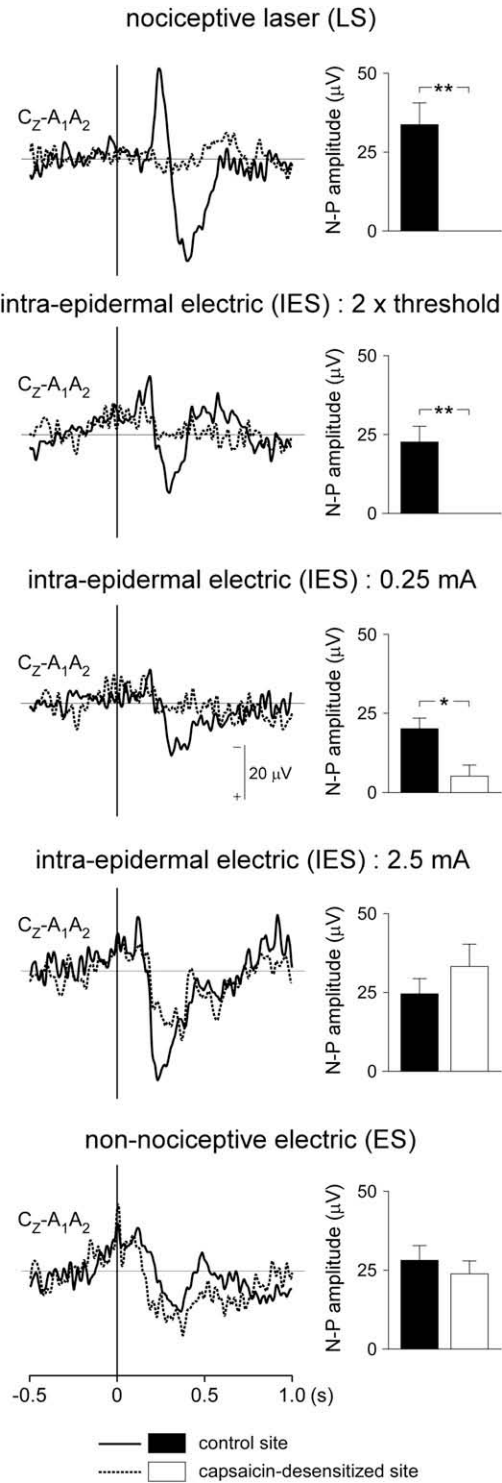 nociceptive laser (LS)
C_Z-A_1A_2
N-P amplitude (µV)
50
25
0
**
intra-epidermal electric (IES) : 2 x threshold
C_Z-A_1A_2
N-P amplitude (µV)
50
25
0
**
intra-epidermal electric (IES) : 0.25 mA
C_Z-A_1A_2
−
20 µV
+
N-P amplitude (µV)
50
25
0
*
intra-epidermal electric (IES) : 2.5 mA
C_Z-A_1A_2
N-P amplitude (µV)
50
25
0
non-nociceptive electric (ES)
C_Z-A_1A_2
N-P amplitude (µV)
50
25
0
-0.5 0 0.5 1.0 (s)
control site
capsaicin-desensitized site